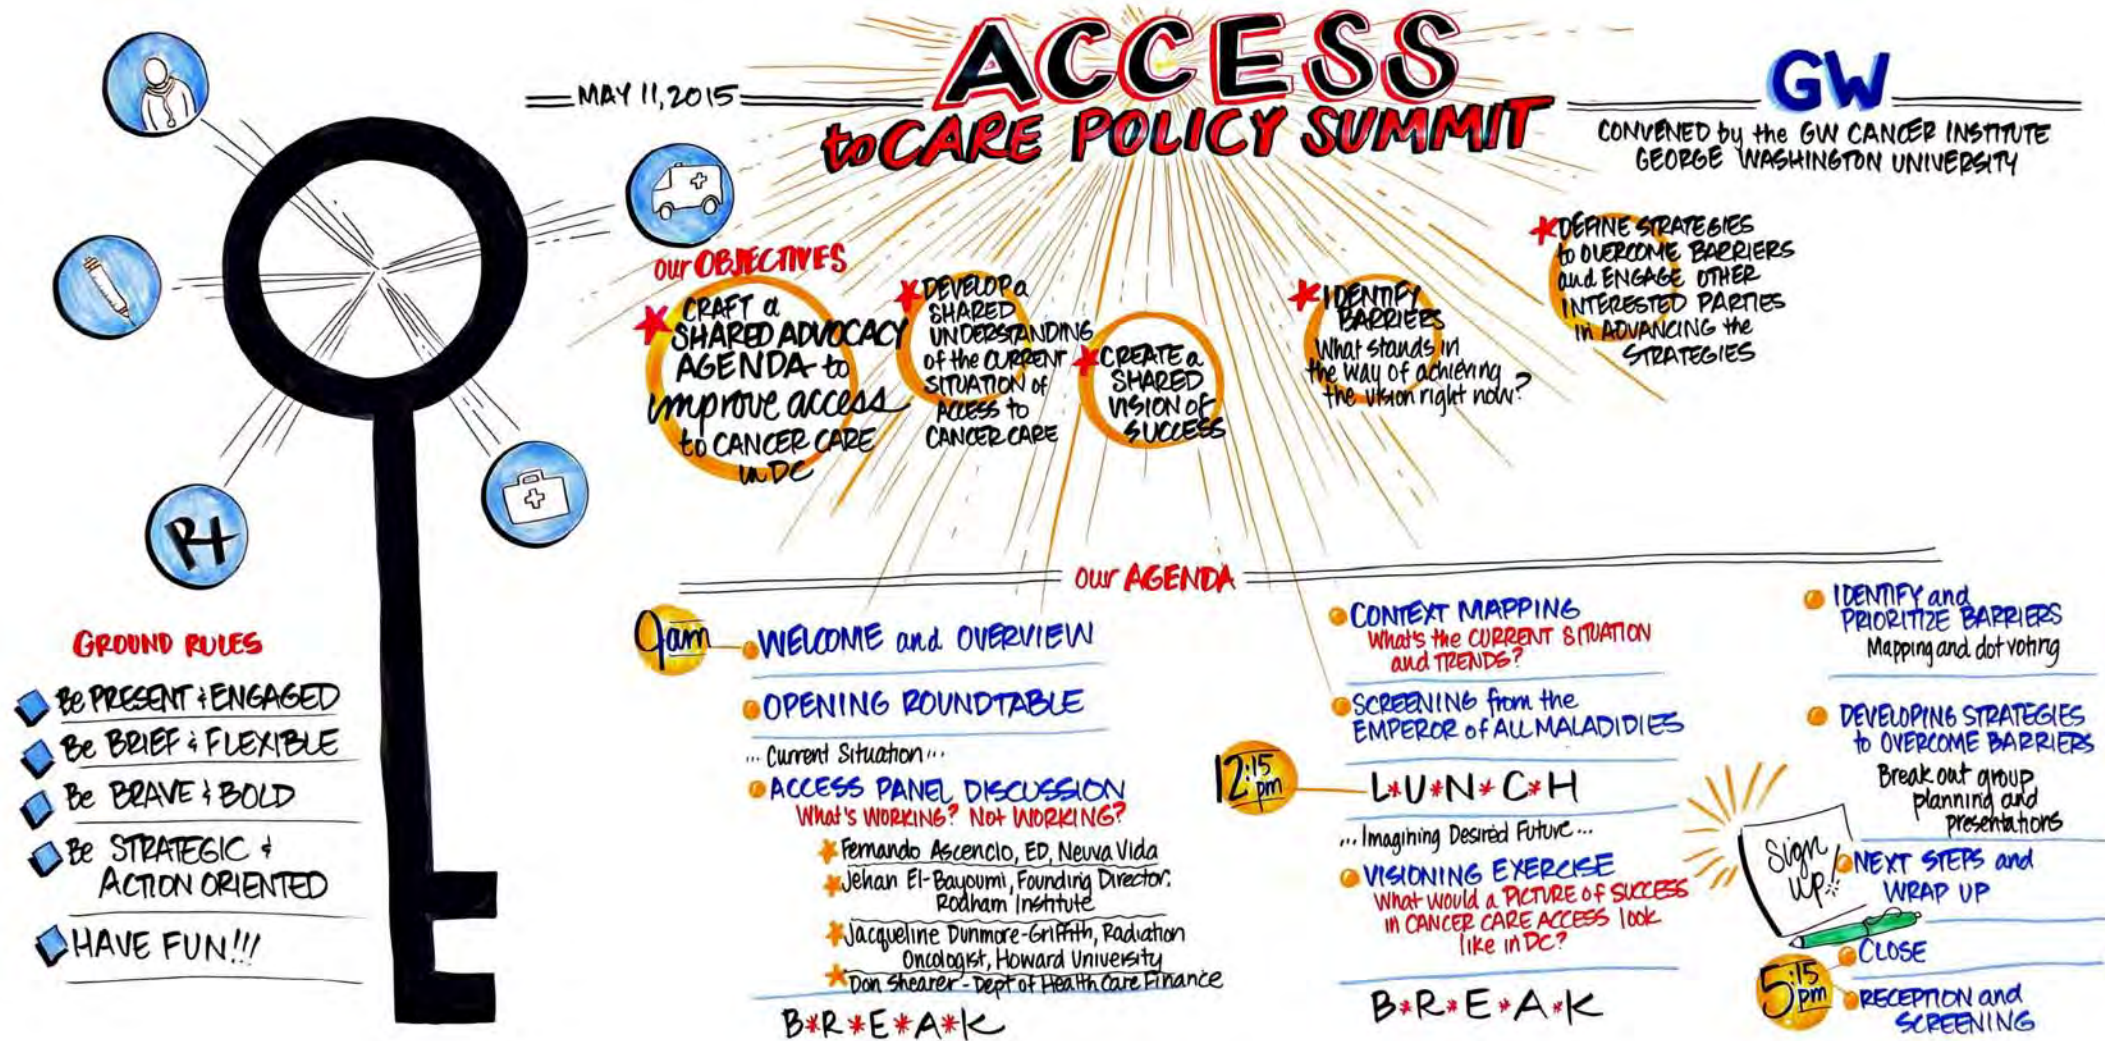 MAY 11, 2015
ACCESS
to CARE POLICY SUMMIT
GW
CONVENED by the GW CANCER INSTITUTE
GEORGE WASHINGTON UNIVERSITY
our OBJECTIVES
CRAFT a
SHARED ADVOCACY
AGENDA to
improve access
to CANCER CARE
in DC
DEVELOP a
SHARED
UNDERSTANDING
of the CURRENT
SITUATION of
ACCESS to
CANCER CARE
CREATE a
SHARED
VISION OF
SUCCESS
IDENTIFY
BARRIERS
What stands in
the way of achieving
the vision right now?
DEFINE STRATEGIES
to OVERCOME BARRIERS
and ENGAGE OTHER
INTERESTED PARTIES
in ADVANCING the
STRATEGIES
Rx
GROUND RULES
Be PRESENT & ENGAGED
Be BRIEF & FLEXIBLE
Be BRAVE & BOLD
Be STRATEGIC &
ACTION ORIENTED
HAVE FUN!!!
our AGENDA
9am
WELCOME and OVERVIEW
OPENING ROUNDTABLE
... Current Situation ...
ACCESS PANEL DISCUSSION
What's WORKING? Not WORKING?
Fernando Ascencio, ED, Neuva Vida
Jehan El-Bayoumi, Founding Director.
Rodham Institute
Jacqueline Dunmore-Griffith, Radiation
Oncologist, Howard University
Don Shearer - Dept of Health Care Finance
B*R*E*A*K
CONTEXT MAPPING
What's the CURRENT SITUATION
and TRENDS?
SCREENING from the
EMPEROR of ALL MALADIDIES
12:15 pm
L*U*N*C*H
... Imagining Desired Future ...
VISIONING EXERCISE
What would a PICTURE of SUCCESS
in CANCER CARE ACCESS look
like in DC?
B*R*E*A*K
IDENTIFY and
PRIORITIZE BARRIERS
Mapping and dot voting
DEVELOPING STRATEGIES
to OVERCOME BARRIERS
Break out group
planning and
presentations
Sign
up!
NEXT STEPS and
WRAP UP
CLOSE
5:15 pm
RECEPTION and
SCREENING